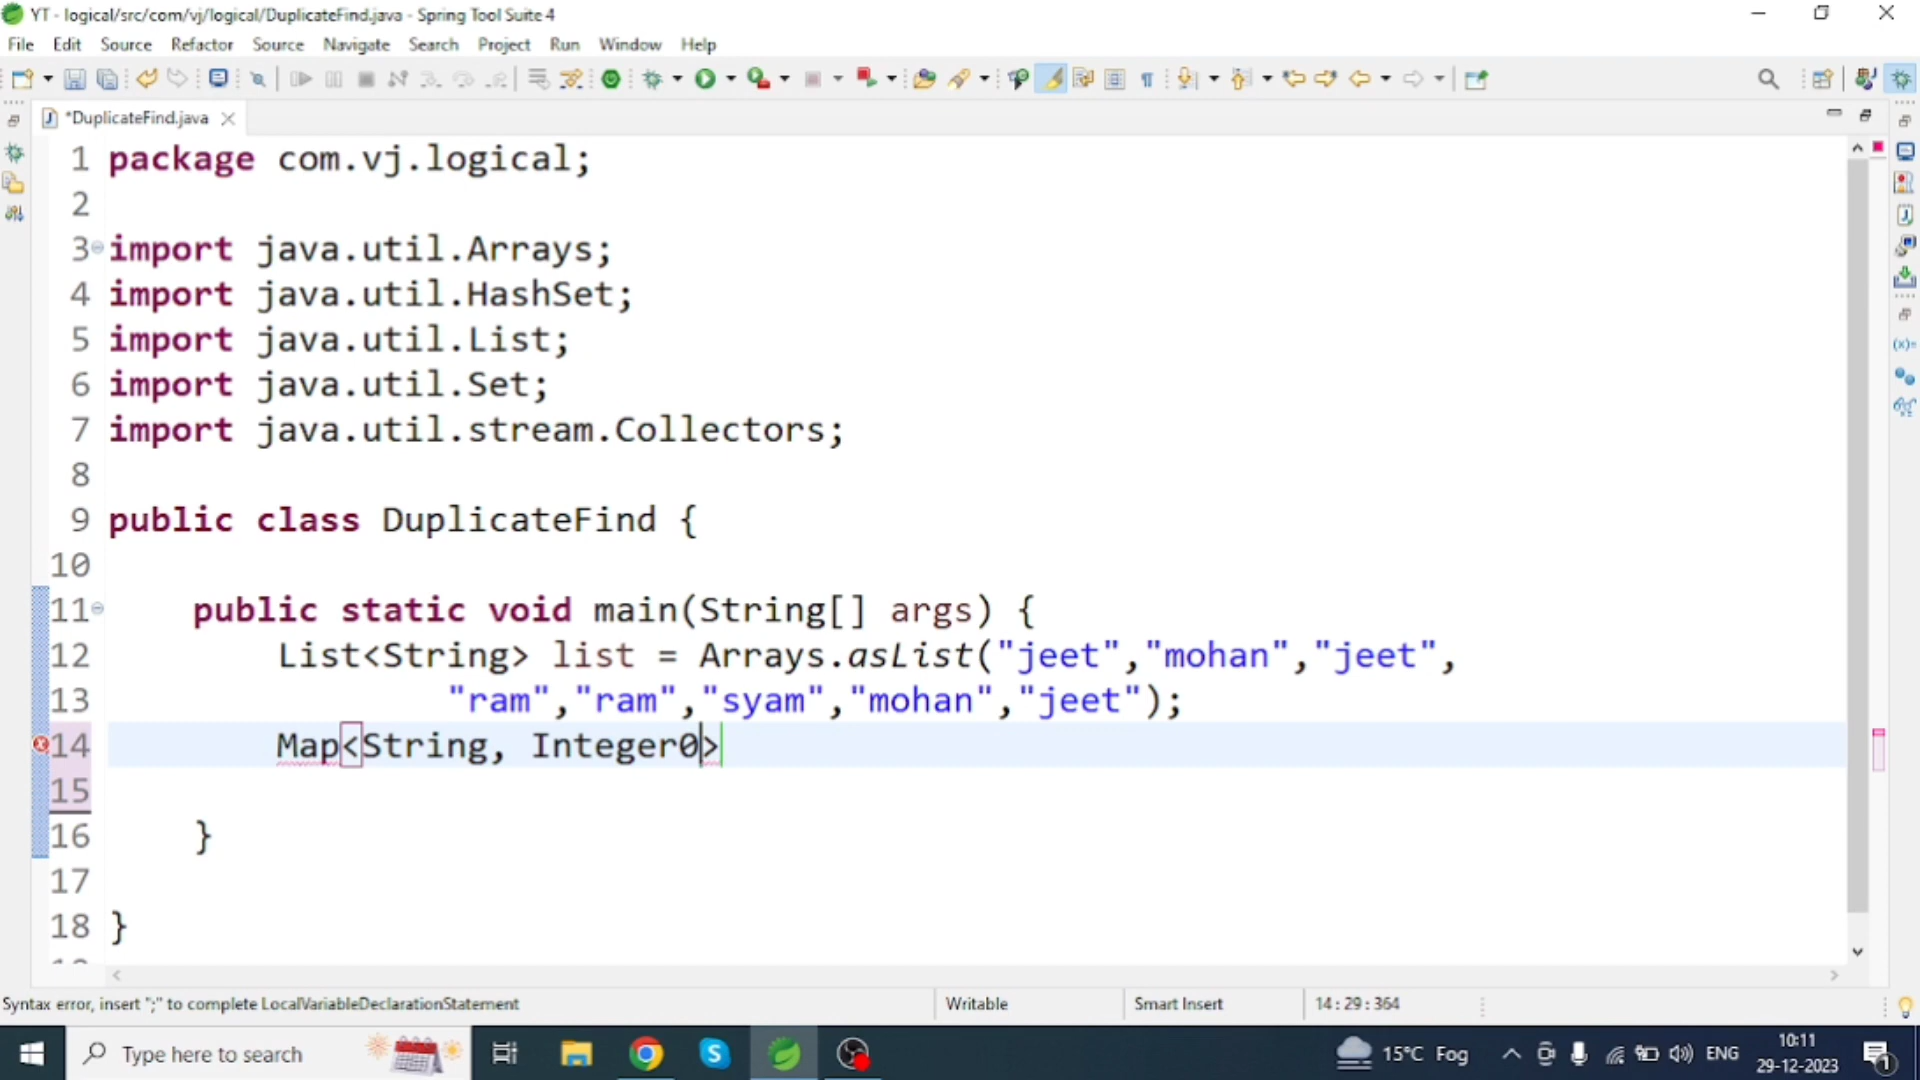 YT - logical/src/com/vj/logical/DuplicateFind.java - Spring Tool Suite 4
File Edit Source Refactor Source Navigate Search Project Run Window Help
*DuplicateFind.java
1 package com.vj.logical;
2
3 import java.util.Arrays;
4 import java.util.HashSet;
5 import java.util.List;
6 import java.util.Set;
7 import java.util.stream.Collectors;
8
9 public class DuplicateFind {
10
11 public static void main(String[] args) {
12 List<String> list = Arrays.asList("jeet","mohan","jeet",
13 "ram","ram","syam","mohan","jeet");
14 Map<String, Integer0>
15
16 }
17
18 }
Syntax error, insert ";" to complete LocalVariableDeclarationStatement Writable Smart Insert 14 : 29 : 364
Type here to search 15°C Fog ENG 10:11
29-12-2023 1